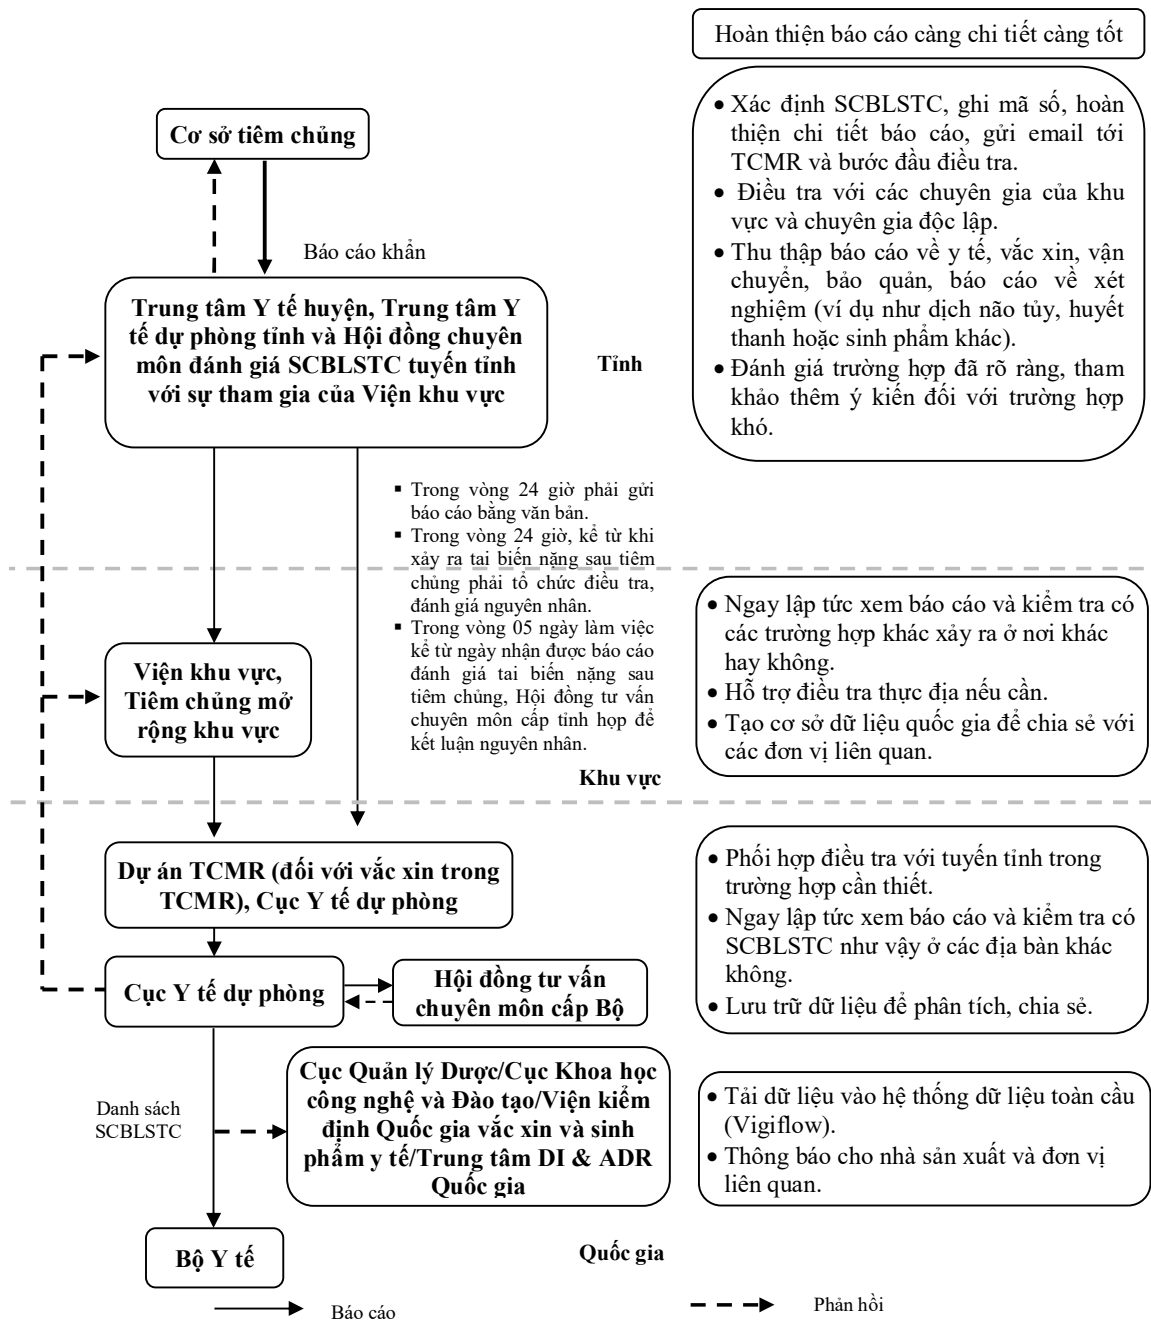 Hoàn thiện báo cáo càng chi tiết càng tốt
Cơ sở tiêm chủng
• Xác định SCBLSTC, ghi mã số, hoàn
thiện chi tiết báo cáo, gửi email tới
TCMR và bước đầu điều tra.
• Điều tra với các chuyên gia của khu
vực và chuyên gia độc lập.
• Thu thập báo cáo về y tế, vắc xin, vận
chuyển, bảo quản, báo cáo về xét
nghiệm (ví dụ như dịch não tủy, huyết
thanh hoặc sinh phẩm khác).
• Đánh giá trường hợp đã rõ ràng, tham
khảo thêm ý kiến đối với trường hợp
khó.
Báo cáo khẩn
Trung tâm Y tế huyện, Trung tâm Y
tế dự phòng tỉnh và Hội đồng chuyên
môn đánh giá SCBLSTC tuyến tỉnh
với sự tham gia của Viện khu vực
Tỉnh
▪ Trong vòng 24 giờ phải gửi
báo cáo bằng văn bản.
▪ Trong vòng 24 giờ, kể từ khi
xảy ra tai biến nặng sau tiêm
chủng phải tổ chức điều tra,
đánh giá nguyên nhân.
▪ Trong vòng 05 ngày làm việc
kể từ ngày nhận được báo cáo
đánh giá tai biến nặng sau
tiêm chủng, Hội đồng tư vấn
chuyên môn cấp tỉnh họp để
kết luận nguyên nhân.
Viện khu vực,
Tiêm chủng mở
rộng khu vực
• Ngay lập tức xem báo cáo và kiểm tra có
các trường hợp khác xảy ra ở nơi khác
hay không.
• Hỗ trợ điều tra thực địa nếu cần.
• Tạo cơ sở dữ liệu quốc gia để chia sẻ với
các đơn vị liên quan.
Khu vực
Dự án TCMR (đối với vắc xin trong
TCMR), Cục Y tế dự phòng
• Phối hợp điều tra với tuyến tỉnh trong
trường hợp cần thiết.
• Ngay lập tức xem báo cáo và kiểm tra có
SCBLSTC như vậy ở các địa bàn khác
không.
• Lưu trữ dữ liệu để phân tích, chia sẻ.
Cục Y tế dự phòng
Hội đồng tư vấn
chuyên môn cấp Bộ
Danh sách
SCBLSTC
Cục Quản lý Dược/Cục Khoa học
công nghệ và Đào tạo/Viện kiểm
định Quốc gia vắc xin và sinh
phẩm y tế/Trung tâm DI & ADR
Quốc gia
• Tải dữ liệu vào hệ thống dữ liệu toàn cầu
(Vigiflow).
• Thông báo cho nhà sản xuất và đơn vị
liên quan.
Bộ Y tế
Quốc gia
Báo cáo
Phản hồi